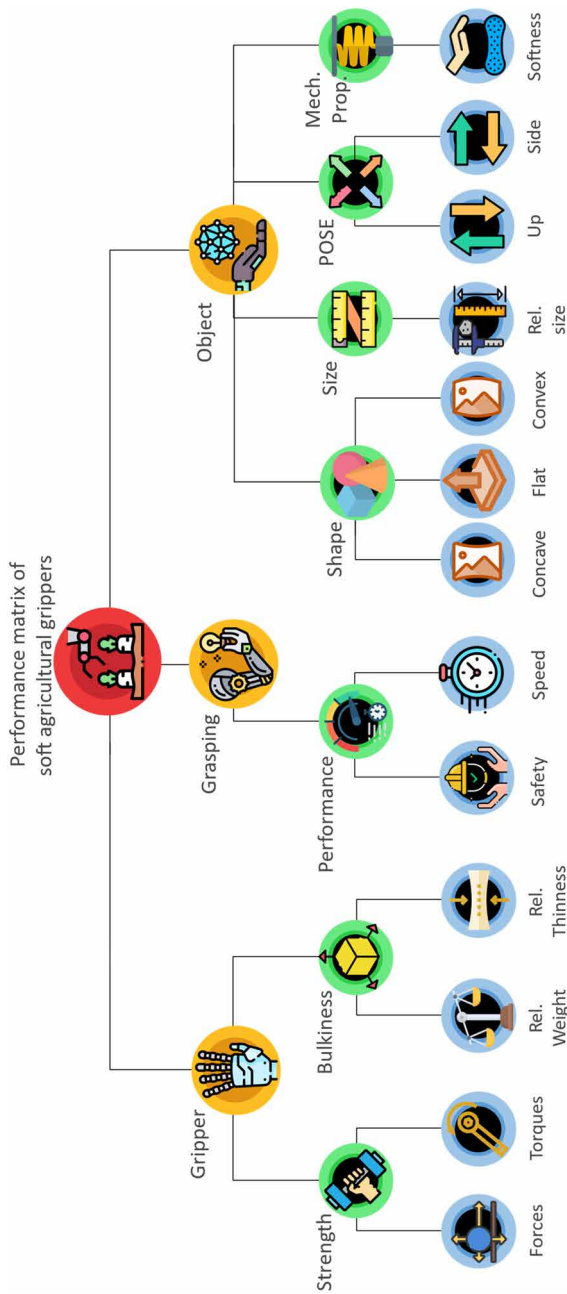 Performance matrix of
soft agricultural grippers
Gripper
Grasping
Object
Strength
Bulkiness
Performance
Shape
Size
POSE
Mech.
Prop.
Forces
Torques
Rel.
Weight
Rel.
Thinness
Safety
Speed
Concave
Flat
Convex
Rel.
size
Up
Side
Softness